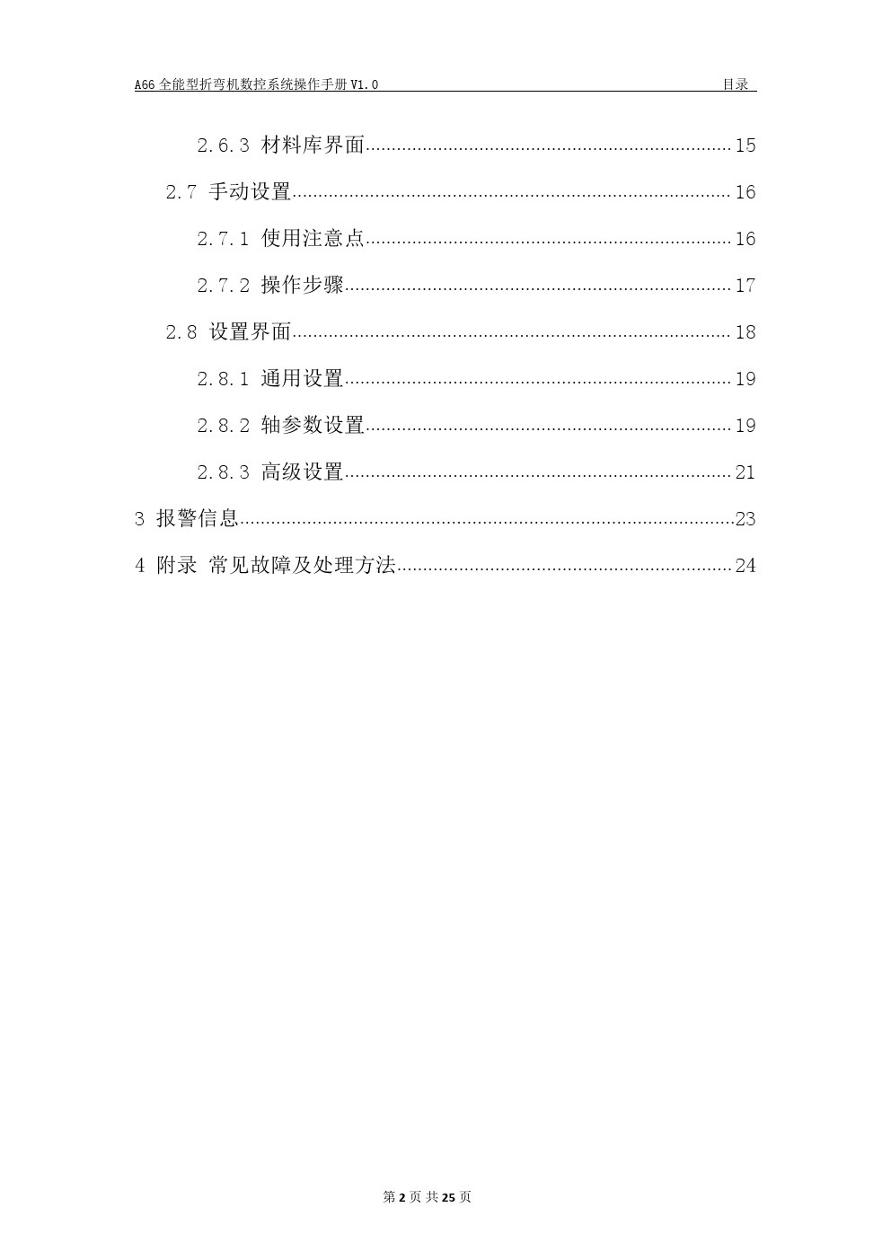 A66 全能型折弯机数控系统操作手册 V1.0 目录
2.6.3 材料库界面 15
2.7 手动设置 16
2.7.1 使用注意点 16
2.7.2 操作步骤 17
2.8 设置界面 18
2.8.1 通用设置 19
2.8.2 轴参数设置 19
2.8.3 高级设置 21
3 报警信息 23
4 附录 常见故障及处理方法 24
第 2 页 共 25 页